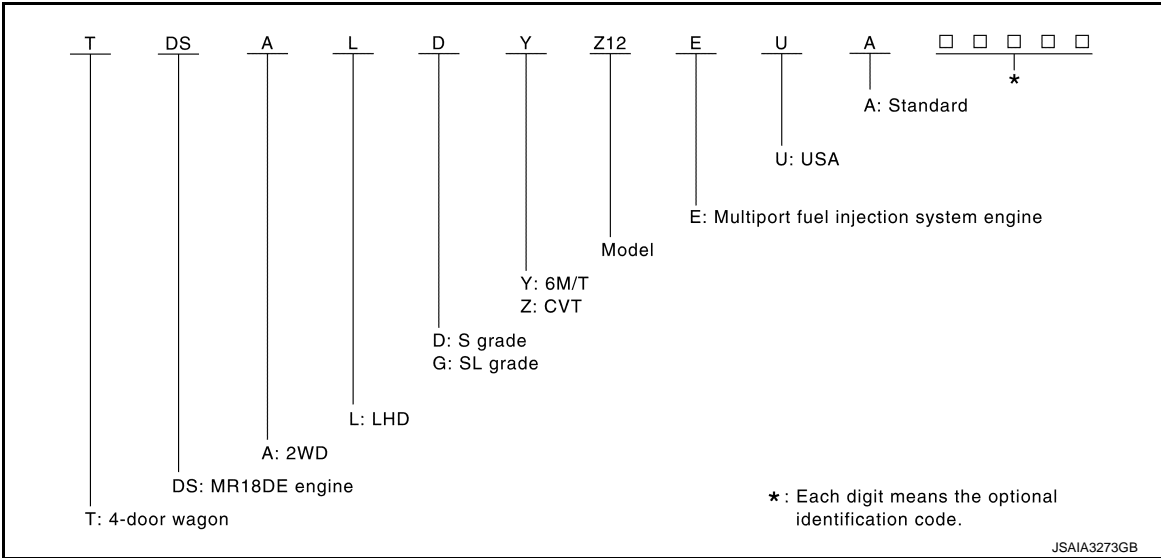 T DS A L D Y Z12 E U A □ □ □ □ □
*
A: Standard
U: USA
E: Multiport fuel injection system engine
Model
Y: 6M/T
Z: CVT
D: S grade
G: SL grade
L: LHD
A: 2WD
DS: MR18DE engine
T: 4-door wagon
* : Each digit means the optional
identification code.
JSAIA3273GB